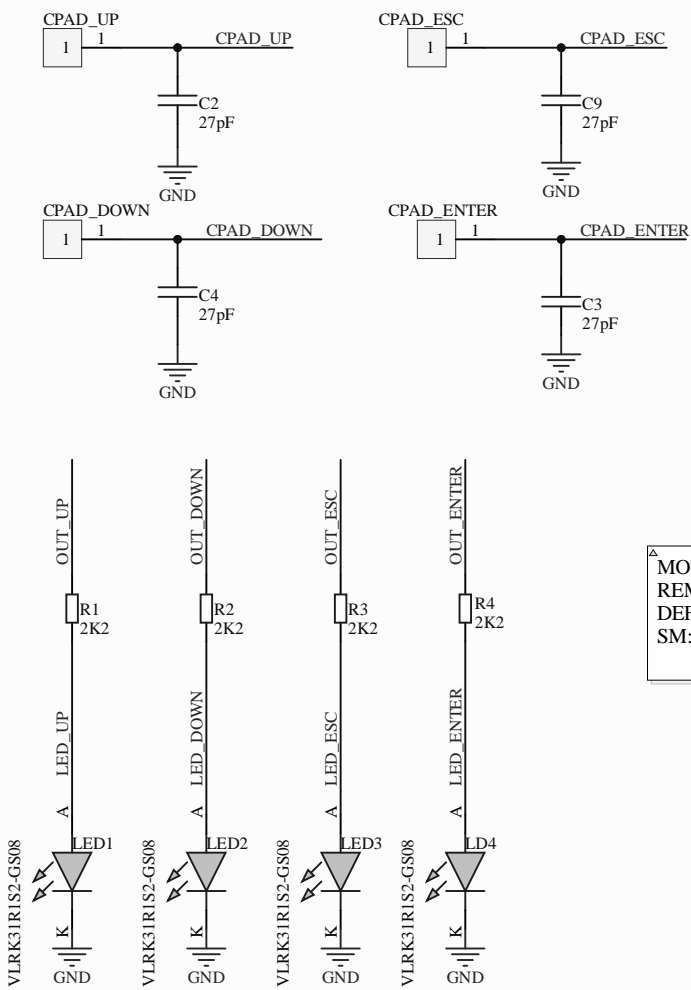 CPAD_UP
1 1 CPAD_UP
C2
27pF
GND
CPAD_ESC
1 1 CPAD_ESC
C9
27pF
GND
CPAD_DOWN
1 1 CPAD_DOWN
C4
27pF
GND
CPAD_ENTER
1 1 CPAD_ENTER
C3
27pF
GND
OUT_UP
R1
2K2
LED_UP
A
LED1
VLRK31R1S2-GS08
K
GND
OUT_DOWN
R2
2K2
LED_DOWN
A
LED2
VLRK31R1S2-GS08
K
GND
OUT_ESC
R3
2K2
LED_ESC
A
LED3
VLRK31R1S2-GS08
K
GND
OUT_ENTER
R4
2K2
LED_ENTER
A
LD4
VLRK31R1S2-GS08
K
GND
SM: